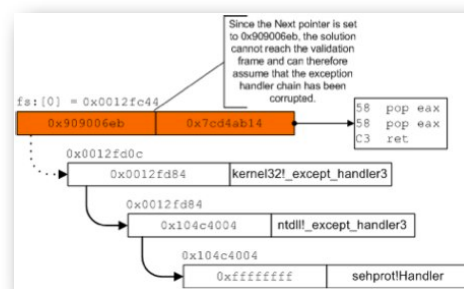 Since the Next pointer is set
to 0x909006eb, the solution
cannot reach the validation
frame and can therefore
assume that the exception
handler chain has been
corrupted.
fs:[0] = 0x0012fc44
0x909006eb 0x7cd4ab14
58 pop eax
58 pop eax
C3 ret
0x0012fd0c
0x0012fd84 kernel32!_except_handler3
0x0012fd84
0x104c4004 ntdll!_except_handler3
0x104c4004
0xffffffff sehprot!Handler